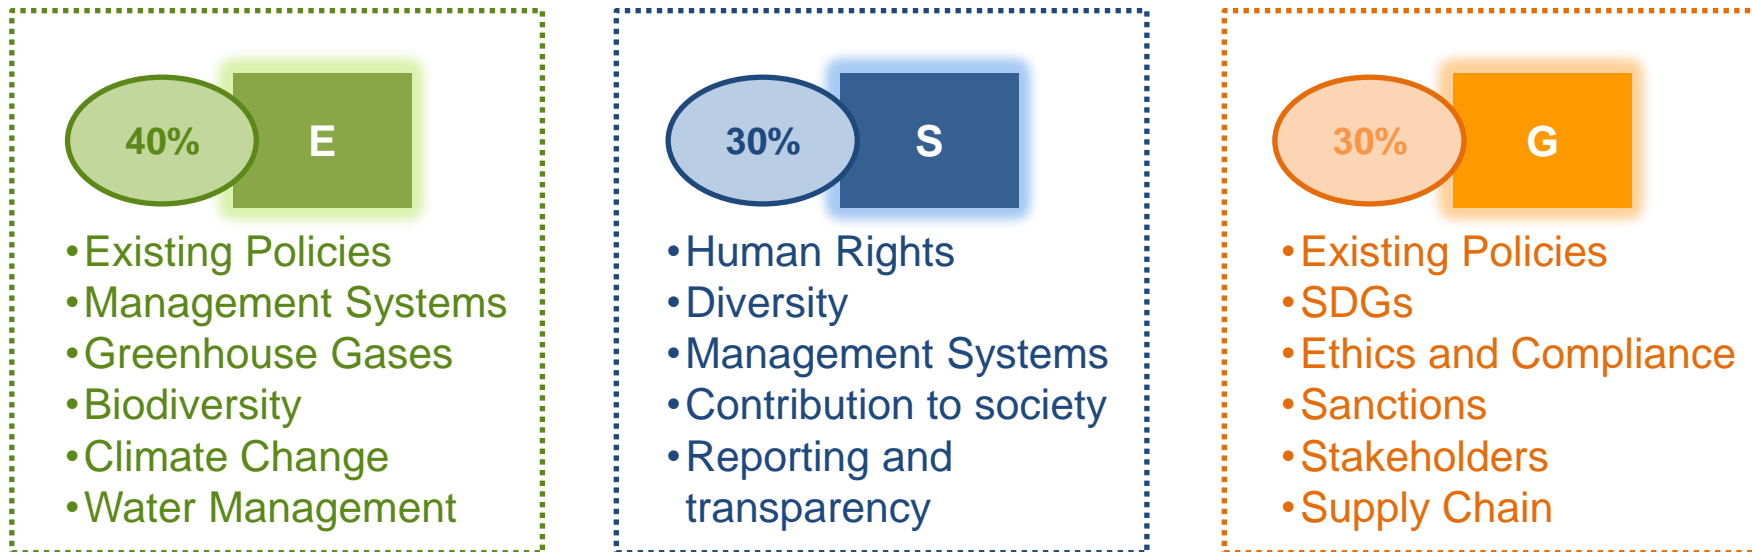 40% E
•Existing Policies
•Management Systems
•Greenhouse Gases
•Biodiversity
•Climate Change
•Water Management
30% S
•Human Rights
•Diversity
•Management Systems
•Contribution to society
•Reporting and
transparency
30% G
•Existing Policies
•SDGs
•Ethics and Compliance
•Sanctions
•Stakeholders
•Supply Chain